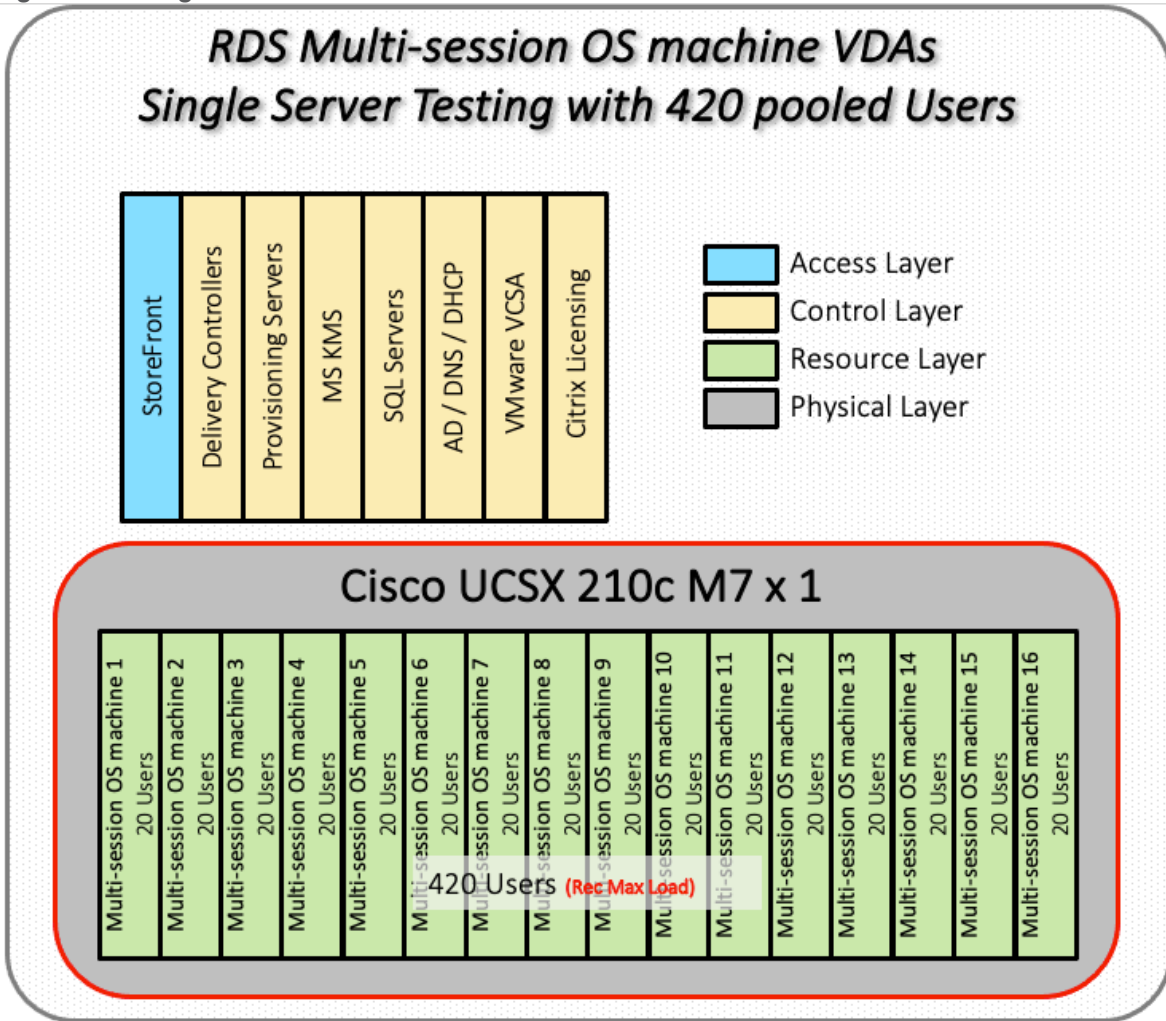 RDS Multi-session OS machine VDAs
Single Server Testing with 420 pooled Users
StoreFront
Delivery Controllers
Provisioning Servers
MS KMS
SQL Servers
AD / DNS / DHCP
VMware VCSA
Citrix Licensing
Access Layer
Control Layer
Resource Layer
Physical Layer
Cisco UCSX 210c M7 x 1
Multi-session OS machine 1
20 Users
Multi-session OS machine 2
20 Users
Multi-session OS machine 3
20 Users
Multi-session OS machine 4
20 Users
Multi-session OS machine 5
20 Users
Multi-session OS machine 6
20 Users
Multi-session OS machine 7
20 Users
Multi-session OS machine 8
20 Users
Multi-session OS machine 9
20 Users
Multi-session OS machine 10
20 Users
Multi-session OS machine 11
20 Users
Multi-session OS machine 12
20 Users
Multi-session OS machine 13
20 Users
Multi-session OS machine 14
20 Users
Multi-session OS machine 15
20 Users
Multi-session OS machine 16
20 Users
420 Users (Rec Max Load)